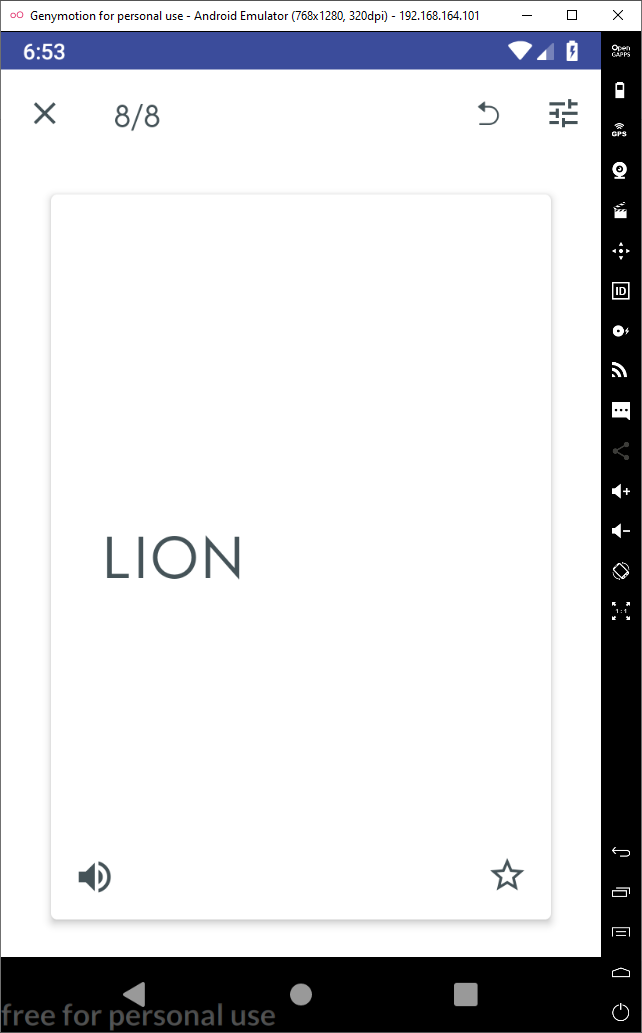 Genymotion for personal use - Android Emulator (768x1280, 320dpi) - 192.168.164.101
6:53
Open
GAPPS
8/8
GPS
ID
LION
1:1
free for personal use